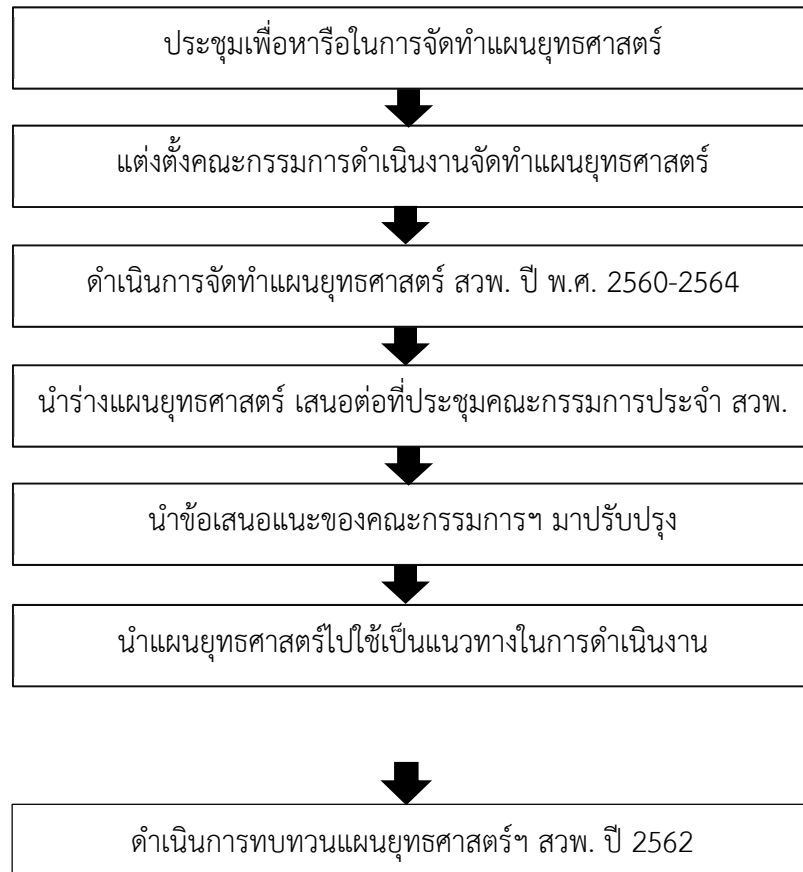 ประชุมเพื่อหารือในการจัดทำแผนยุทธศาสตร์
แต่งตั้งคณะกรรมการดำเนินงานจัดทำแผนยุทธศาสตร์
ดำเนินการจัดทำแผนยุทธศาสตร์ สวพ. ปี พ.ศ. 2560-2564
นำร่างแผนยุทธศาสตร์ เสนอต่อที่ประชุมคณะกรรมการประจำ สวพ.
นำข้อเสนอแนะของคณะกรรมการฯ มาปรับปรุง
นำแผนยุทธศาสตร์ไปใช้เป็นแนวทางในการดำเนินงาน
ดำเนินการทบทวนแผนยุทธศาสตร์ฯ สวพ. ปี 2562